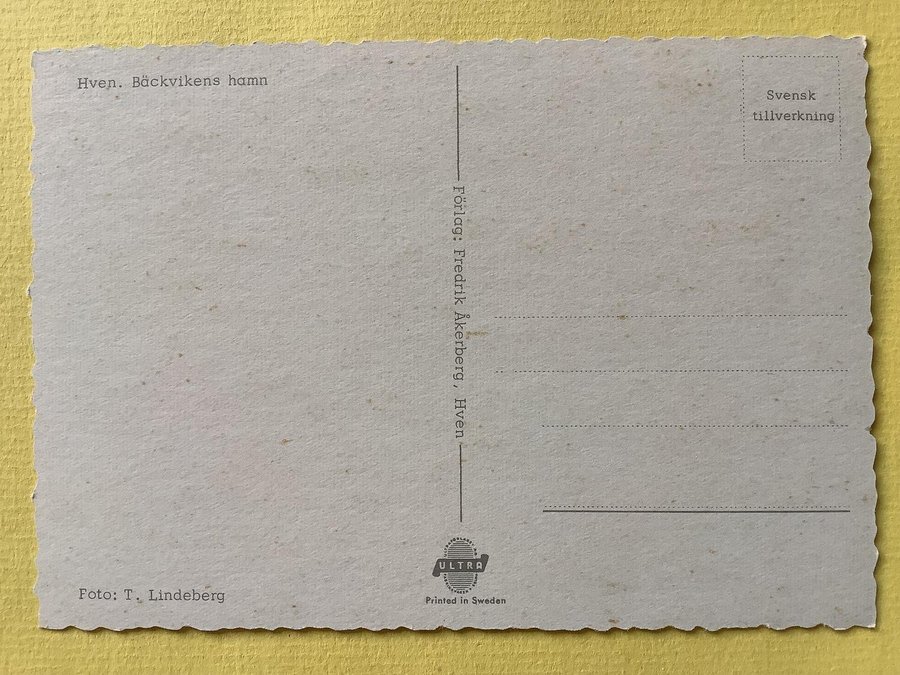 Hven. Bäckvikens hamn
Svensk
tillverkning
Förlag: Fredrik Åkerberg, Hven
Foto: T. Lindeberg
ULTRA
Printed in Sweden